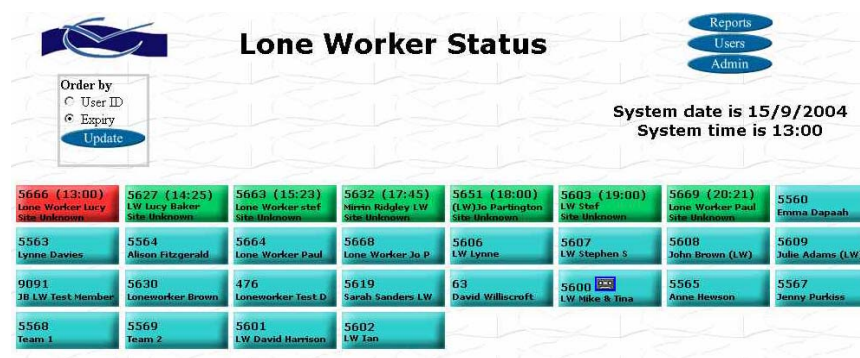 Lone Worker Status
Reports
Users
Admin
Order by
User ID
Expiry
Update
System date is 15/9/2004
System time is 13:00
5666 (13:00)
Lone Worker Lucy
Site Unknown
5627 (14:25)
LW Lucy Baker
Site Unknown
5663 (15:23)
Lone Worker stef
Site Unknown
5632 (17:45)
Mirrin Ridgley LW
Site Unknown
5651 (18:00)
(LW)Jo Partington
Site Unknown
5603 (19:00)
LW Stef
Site Unknown
5669 (20:21)
Lone Worker Paul
Site Unknown
5560
Emma Dapaah
5563
Lynne Davies
5564
Alison Fitzgerald
5664
Lone Worker Paul
5668
Lone Worker Jo P
5606
LW Lynne
5607
LW Stephen S
5608
John Brown (LW)
5609
Julie Adams (LW)
9091
JB LW Test Member
5630
Loneworker Brown
476
Loneworker Test D
5619
Sarah Sanders LW
63
David Williscroft
5600
LW Mike & Tina
5565
Anne Hewson
5567
Jenny Purkiss
5568
Team 1
5569
Team 2
5601
LW David Harrison
5602
LW Ian